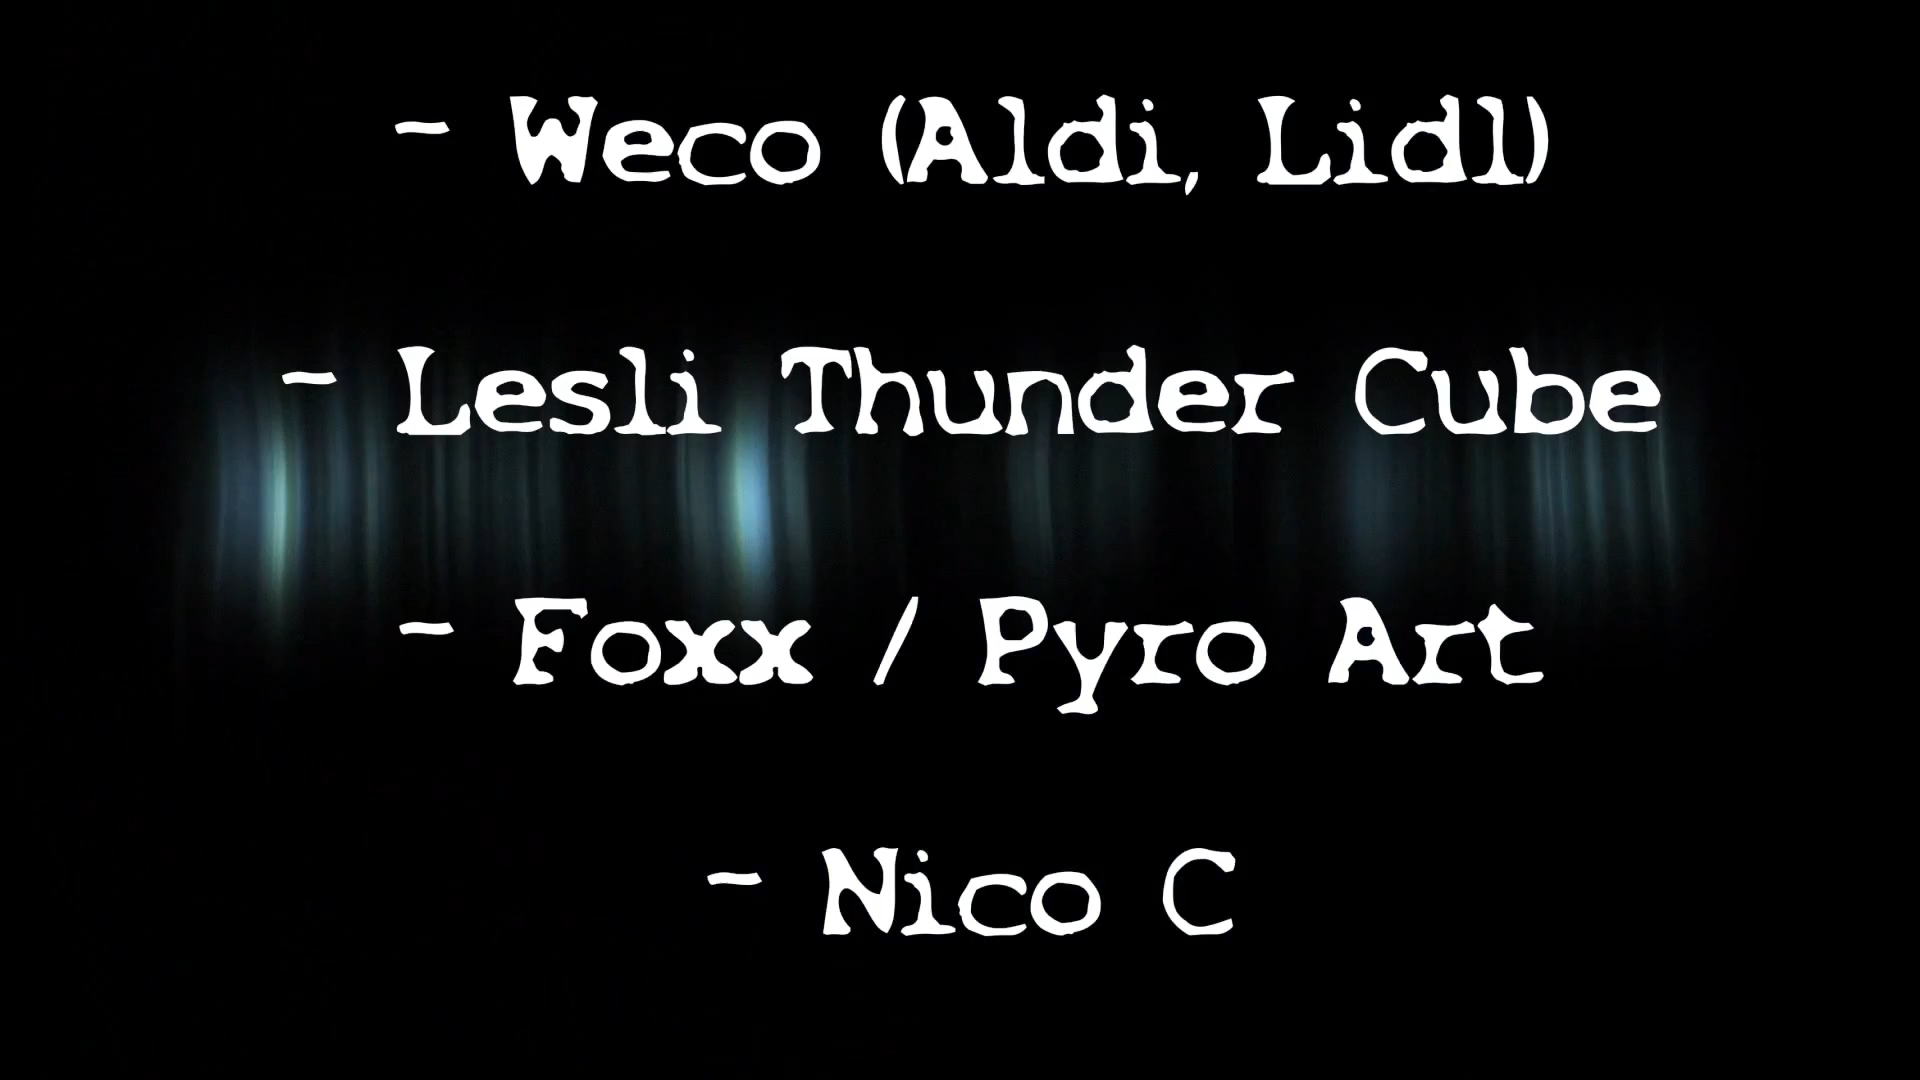 - Weco (Aldi, Lidl)
- Lesli Thunder Cube
- Foxx / Pyro Art
- Nico C